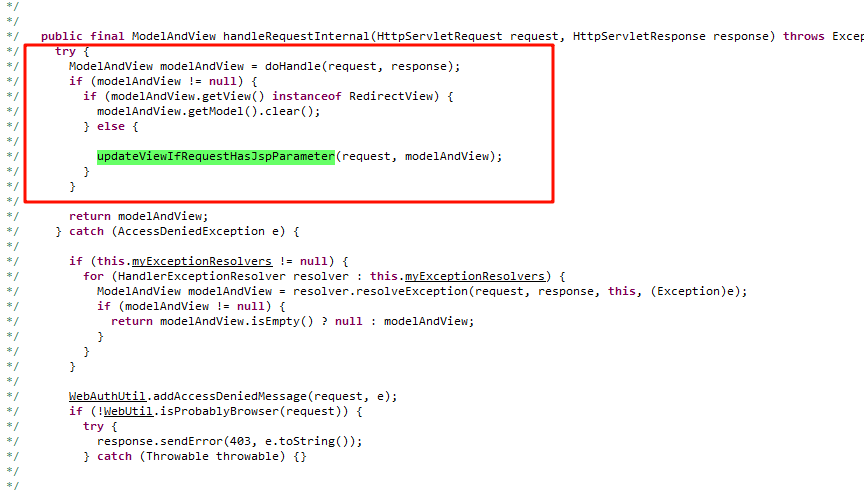 */
*/
*/ public final ModelAndView handleRequestInternal(HttpServletRequest request, HttpServletResponse response) throws Excep
*/ try {
*/ ModelAndView modelAndView = doHandle(request, response);
*/ if (modelAndView != null) {
*/ if (modelAndView.getView() instanceof RedirectView) {
*/ modelAndView.getModel().clear();
*/ } else {
*/
*/ updateViewIfRequestHasJspParameter(request, modelAndView);
*/ }
*/ }
*/
*/ return modelAndView;
*/ } catch (AccessDeniedException e) {
*/
*/ if (this.myExceptionResolvers != null) {
*/ for (HandlerExceptionResolver resolver : this.myExceptionResolvers) {
*/ ModelAndView modelAndView = resolver.resolveException(request, response, this, (Exception)e);
*/ if (modelAndView != null) {
*/ return modelAndView.isEmpty() ? null : modelAndView;
*/ }
*/ }
*/ }
*/
*/ WebAuthUtil.addAccessDeniedMessage(request, e);
*/ if (!WebUtil.isProbablyBrowser(request)) {
*/ try {
*/ response.sendError(403, e.toString());
*/ } catch (Throwable throwable) {}
*/
*/